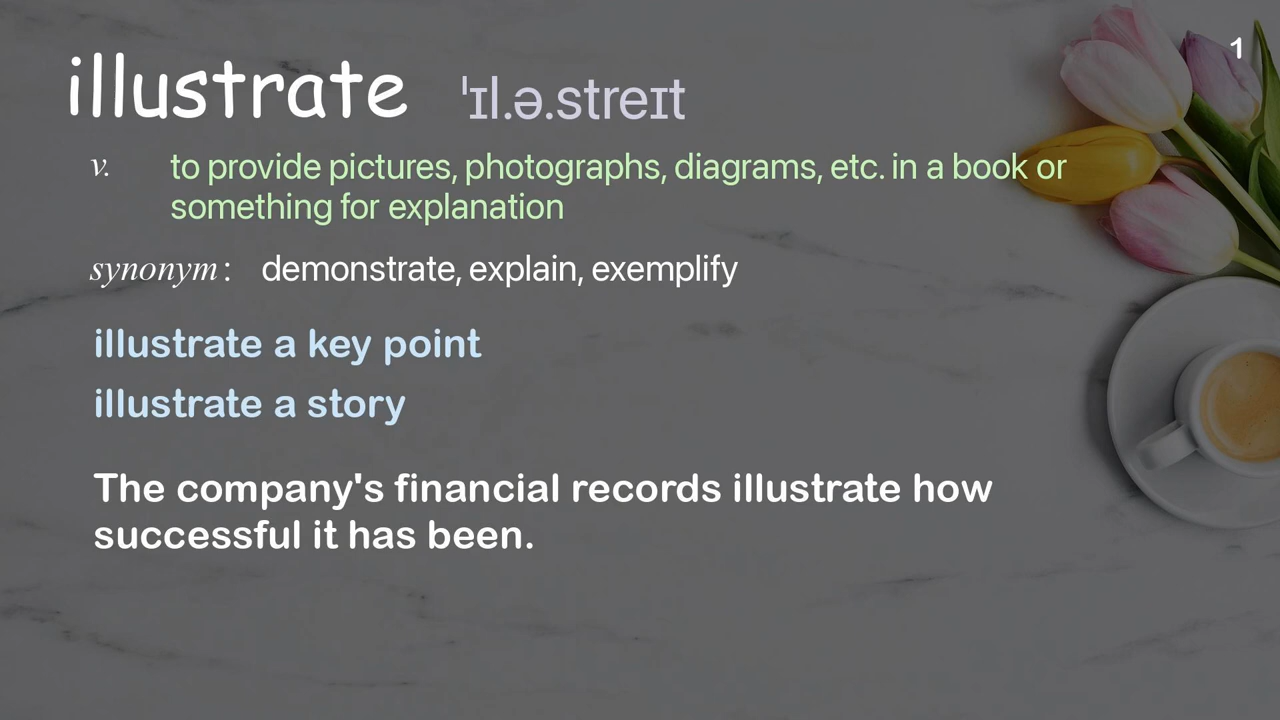 1
illustrate ˈɪl.ə.streɪt
v. to provide pictures, photographs, diagrams, etc. in a book or
something for explanation
synonym: demonstrate, explain, exemplify
illustrate a key point
illustrate a story
The company's financial records illustrate how
successful it has been.